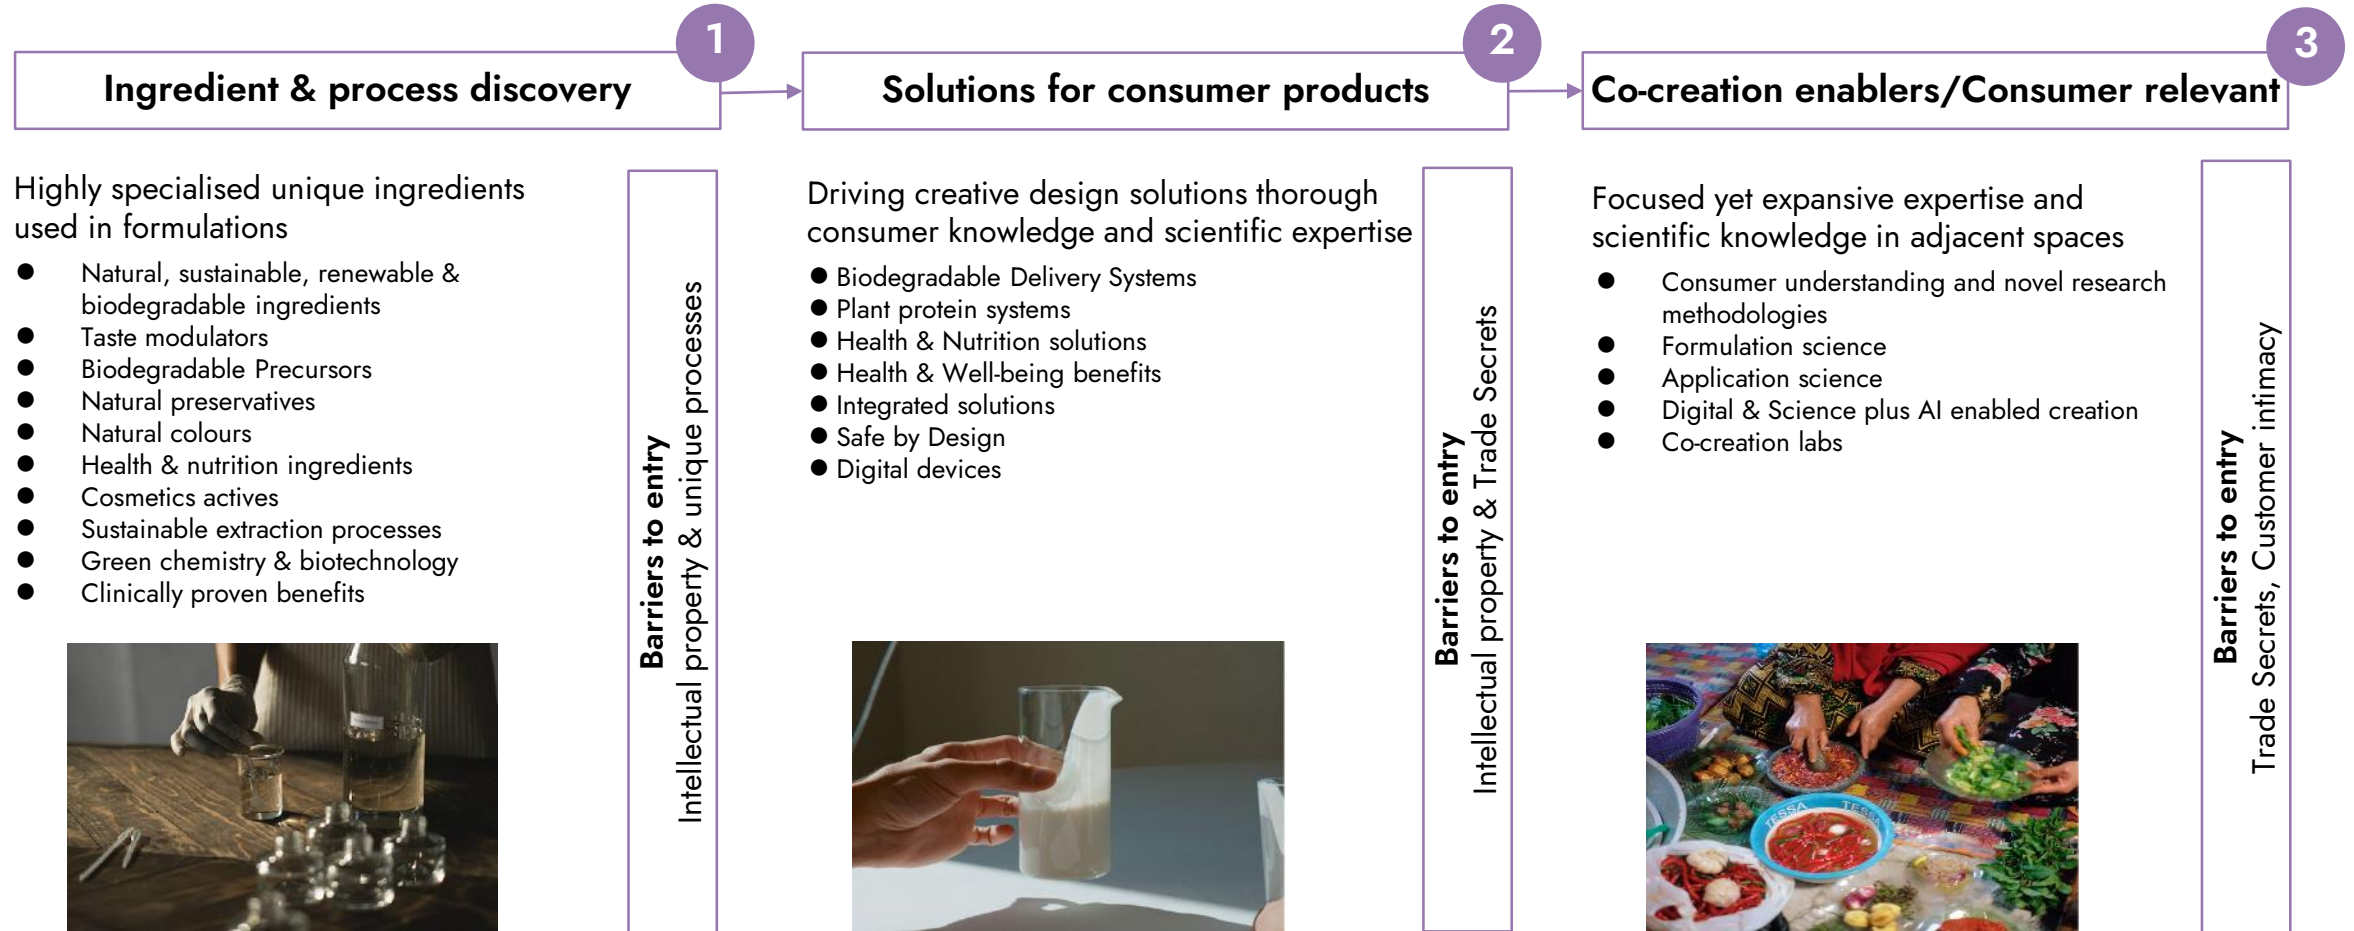 1
Ingredient & process discovery
Highly specialised unique ingredients
used in formulations
● Natural, sustainable, renewable &
biodegradable ingredients
● Taste modulators
● Biodegradable Precursors
● Natural preservatives
● Natural colours
● Health & nutrition ingredients
● Cosmetics actives
● Sustainable extraction processes
● Green chemistry & biotechnology
● Clinically proven benefits
Barriers to entry
Intellectual property & unique processes
2
Solutions for consumer products
Driving creative design solutions thorough
consumer knowledge and scientific expertise
● Biodegradable Delivery Systems
● Plant protein systems
● Health & Nutrition solutions
● Health & Well-being benefits
● Integrated solutions
● Safe by Design
● Digital devices
Barriers to entry
Intellectual property & Trade Secrets
3
Co-creation enablers/Consumer relevant
Focused yet expansive expertise and
scientific knowledge in adjacent spaces
● Consumer understanding and novel research
methodologies
● Formulation science
● Application science
● Digital & Science plus AI enabled creation
● Co-creation labs
Barriers to entry
Trade Secrets, Customer intimacy
TESSA TESSA